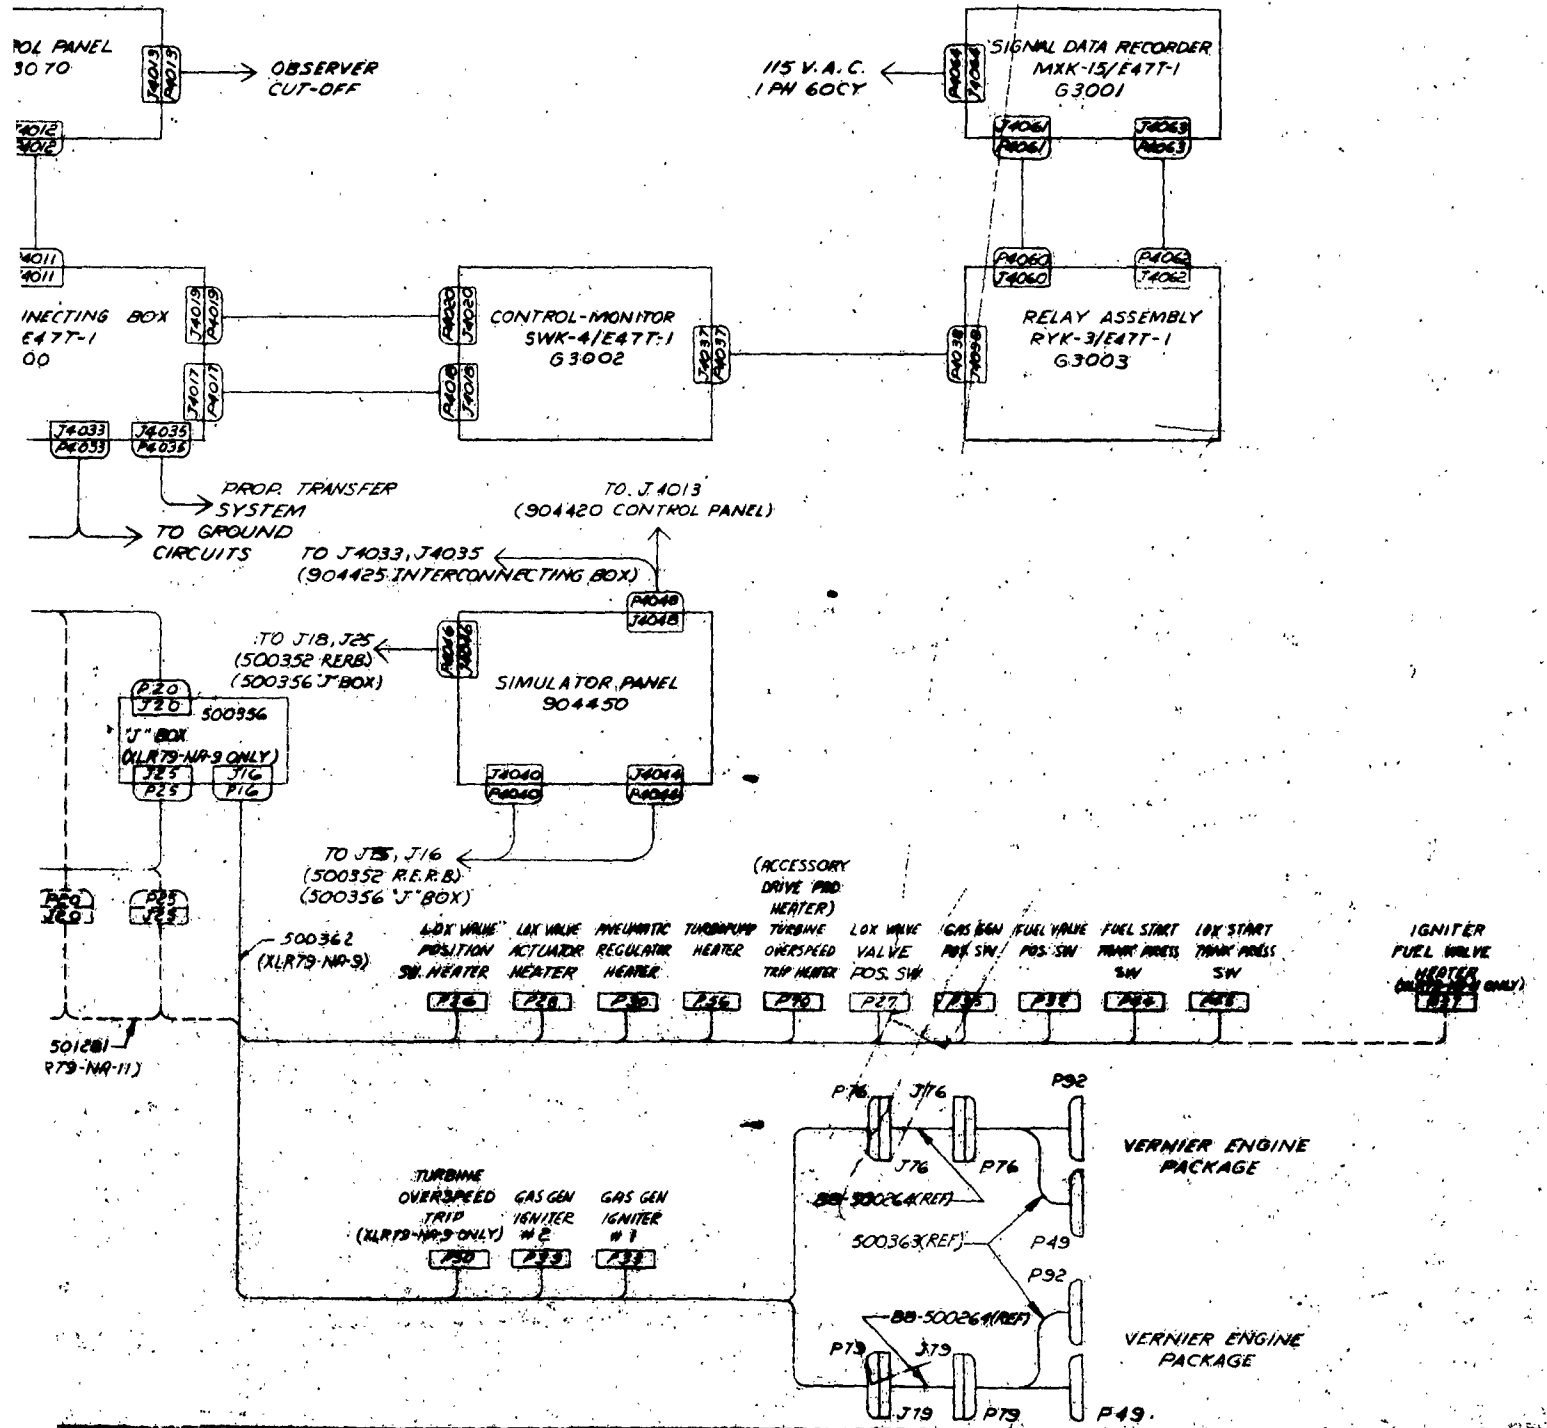 OL PANEL
3070
J4013
P4013
OBSERVER
CUT-OFF
J4012
P4012
115 V.A.C.
1 PH 60CY
P4064
J4064
SIGNAL DATA RECORDER
MXK-15/E47T-1
G3001
J4061
P4061
J4063
P4063
4011
4011
NECTING BOX
E47T-1
00
J4019
P4019
J4017
P4017
P4020
J4020
P4018
J4018
CONTROL-MONITOR
SWK-4/E47T-1
G3002
J4037
P4037
P4060
J4060
P4062
J4062
P4038
J4038
RELAY ASSEMBLY
RYK-3/E47T-1
G3003
J4033
P4033
J4035
P4035
PROP. TRANSFER
SYSTEM
TO GROUND
CIRCUITS
TO J4013
(904420 CONTROL PANEL)
TO J4033, J4035
(904425 INTERCONNECTING BOX)
P4048
J4048
TO J18, J25
(500352 RERB)
(500356 "J" BOX)
P4046
J4046
SIMULATOR PANEL
904450
P20
J20
500356
"J" BOX
(XLR79-NA-9 ONLY)
J25
P25
J16
P16
J4040
P4040
J4044
P4044
TO J16
(500352 R.E.R.B)
(500356 "J" BOX)
P20
J20
P25
J25
500362
(XLR79-NA-9)
LOX VALVE
POSITION
SW. HEATER
P26
LOX VALVE
ACTUATOR
HEATER
P28
PNEUMATIC
REGULATOR
HEATER
P30
TURBOPUMP
HEATER
P36
(ACCESSORY
DRIVE PAD
HEATER)
TURBINE
OVERSPEED
TRIP HEATER
P70
LOX VALVE
VALVE
POS. SW
P27
GAS GEN
POS SW
P35
FUEL VALVE
POS. SW
P32
FUEL START
TANK PRESS
SW
P44
LOX START
TANK PRESS
SW
IGNITER
FUEL VALVE
HEATER
ONLY)
501281
R79-NA-11)
P76
J76
P92
J76
P76
VERNIER ENGINE
PACKAGE
BB-500264(REF)
500363(REF)
P49
TURBINE
OVERSPEED
TRIP
(XLR79-NA-9 ONLY)
P50
GAS GEN
IGNITER
#2
P39
GAS GEN
IGNITER
#1
P38
P92
BB-500264(REF)
P79
J79
J79
P79
VERNIER ENGINE
PACKAGE
P49